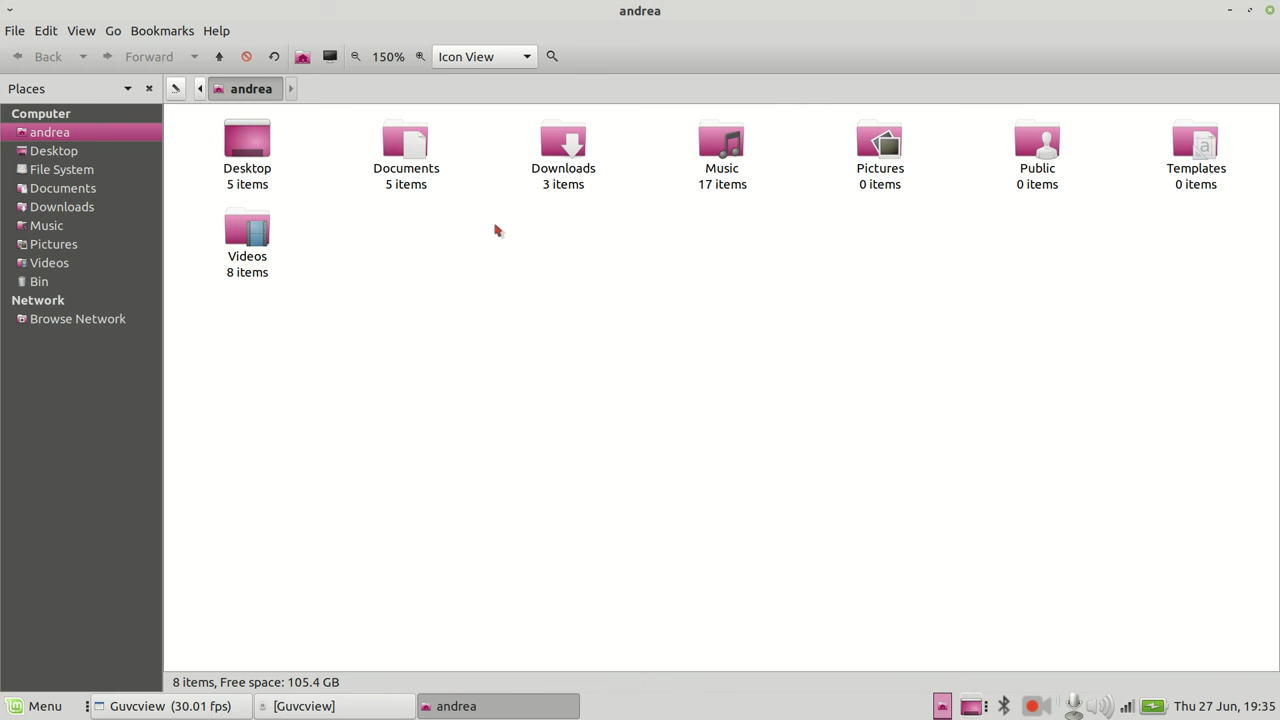 andrea
File Edit View Go Bookmarks Help
Back Forward 150% Icon View
Places andrea
Computer
andrea
Desktop
File System
Documents
Downloads
Music
Pictures
Videos
Bin
Network
Browse Network
Desktop Documents Downloads Music Pictures Public Templates
5 items 5 items 3 items 17 items 0 items 0 items 0 items
Videos
8 items
8 items, Free space: 105.4 GB
Menu Guvcview (30.01 fps) [Guvcview] andrea Thu 27 Jun, 19:35